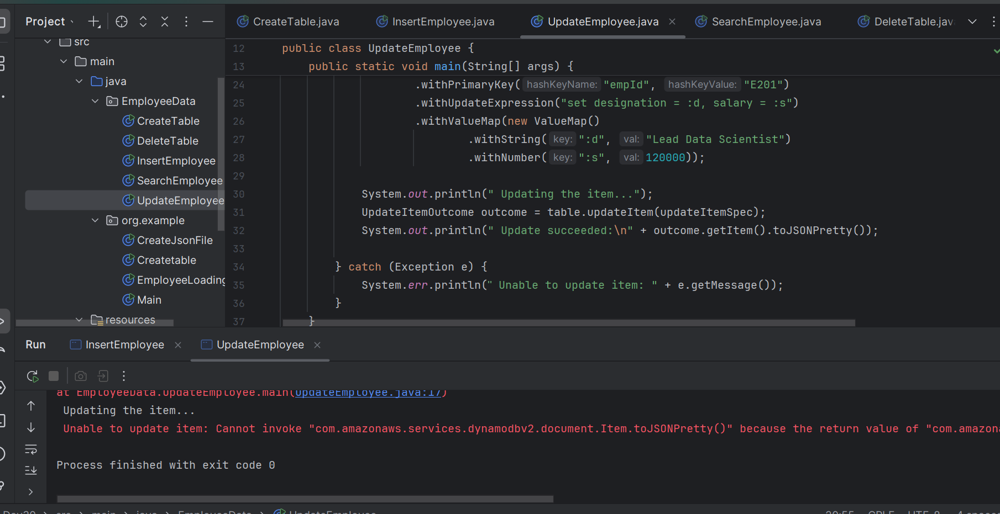 Project
CreateTable.java
InsertEmployee.java
UpdateEmployee.java
SearchEmployee.java
DeleteTable.jav
src
main
java
EmployeeData
CreateTable
DeleteTable
InsertEmployee
SearchEmployee
UpdateEmployee
org.example
CreateJsonFile
Createtable
EmployeeLoading
Main
resources
12 public class UpdateEmployee {
13 public static void main(String[] args) {
24 .withPrimaryKey( hashKeyName: "empId", hashKeyValue: "E201")
25 .withUpdateExpression("set designation = :d, salary = :s")
26 .withValueMap(new ValueMap()
27 .withString( key: ":d", val: "Lead Data Scientist")
28 .withNumber( key: ":s", val: 120000));
29
30 System.out.println(" Updating the item...");
31 UpdateItemOutcome outcome = table.updateItem(updateItemSpec);
32 System.out.println(" Update succeeded:\n" + outcome.getItem().toJSONPretty());
33
34 } catch (Exception e) {
35 System.err.println(" Unable to update item: " + e.getMessage());
36 }
37 }
Run
InsertEmployee
UpdateEmployee
at EmployeeData.UpdateEmployee.main(UpdateEmployee.java:17)
Updating the item...
Unable to update item: Cannot invoke "com.amazonaws.services.dynamodbv2.document.Item.toJSONPretty()" because the return value of "com.amazon
Process finished with exit code 0
src > main > java > EmployeeData > UpdateEmployee
CRLF UTF-8 4 spaces